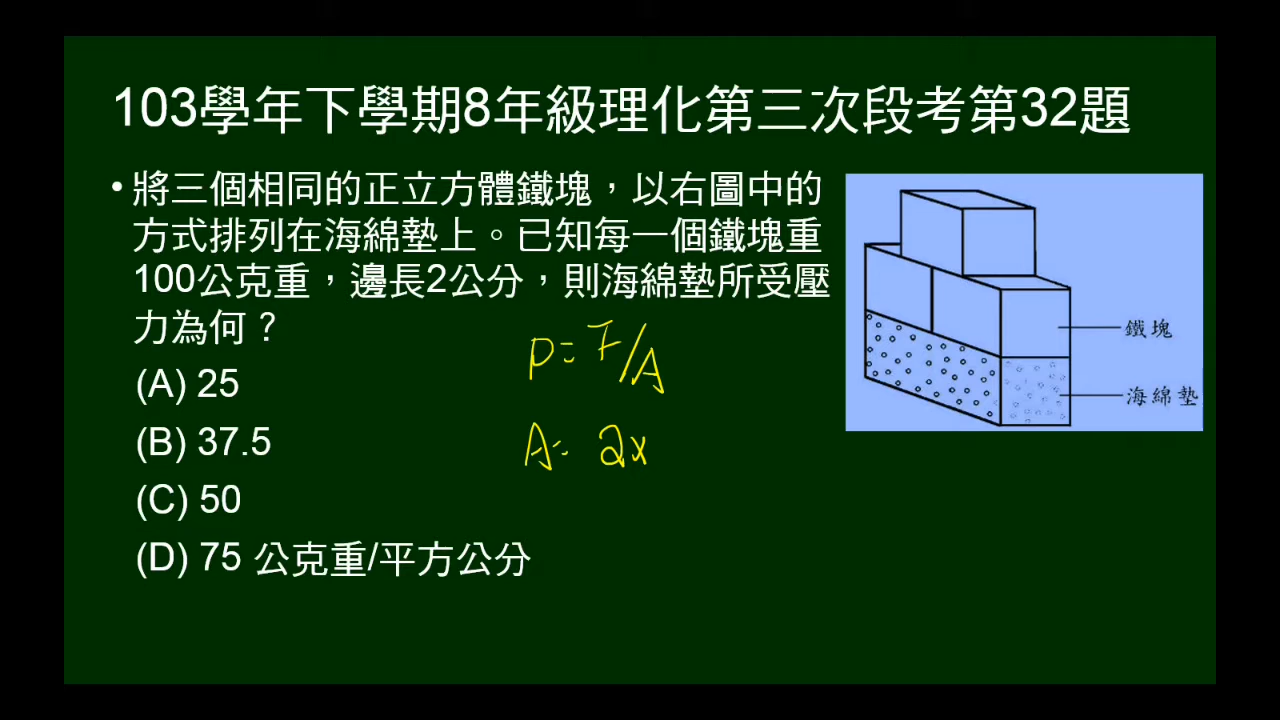 103學年下學期8年級理化第三次段考第32題
•將三個相同的正立方體鐵塊，以右圖中的
方式排列在海綿墊上。已知每一個鐵塊重
100公克重，邊長2公分，則海綿墊所受壓
力為何？
(A) 25
(B) 37.5
(C) 50
(D) 75 公克重/平方公分
P=F/A
A= 2x
鐵塊
海綿墊